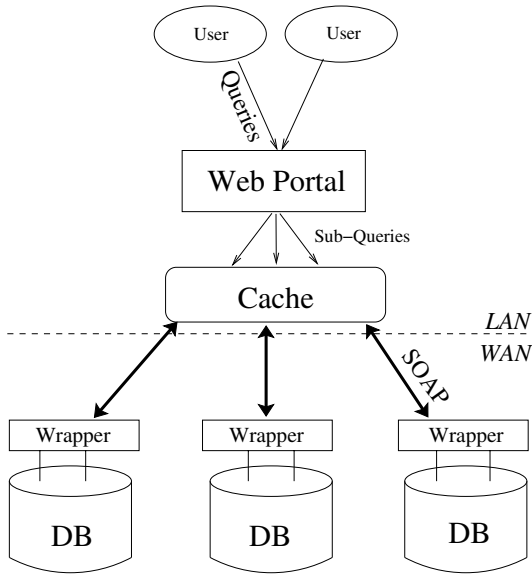 User
User
Queries
Web Portal
Sub-Queries
Cache
LAN
WAN
SOAP
Wrapper
Wrapper
Wrapper
DB
DB
DB